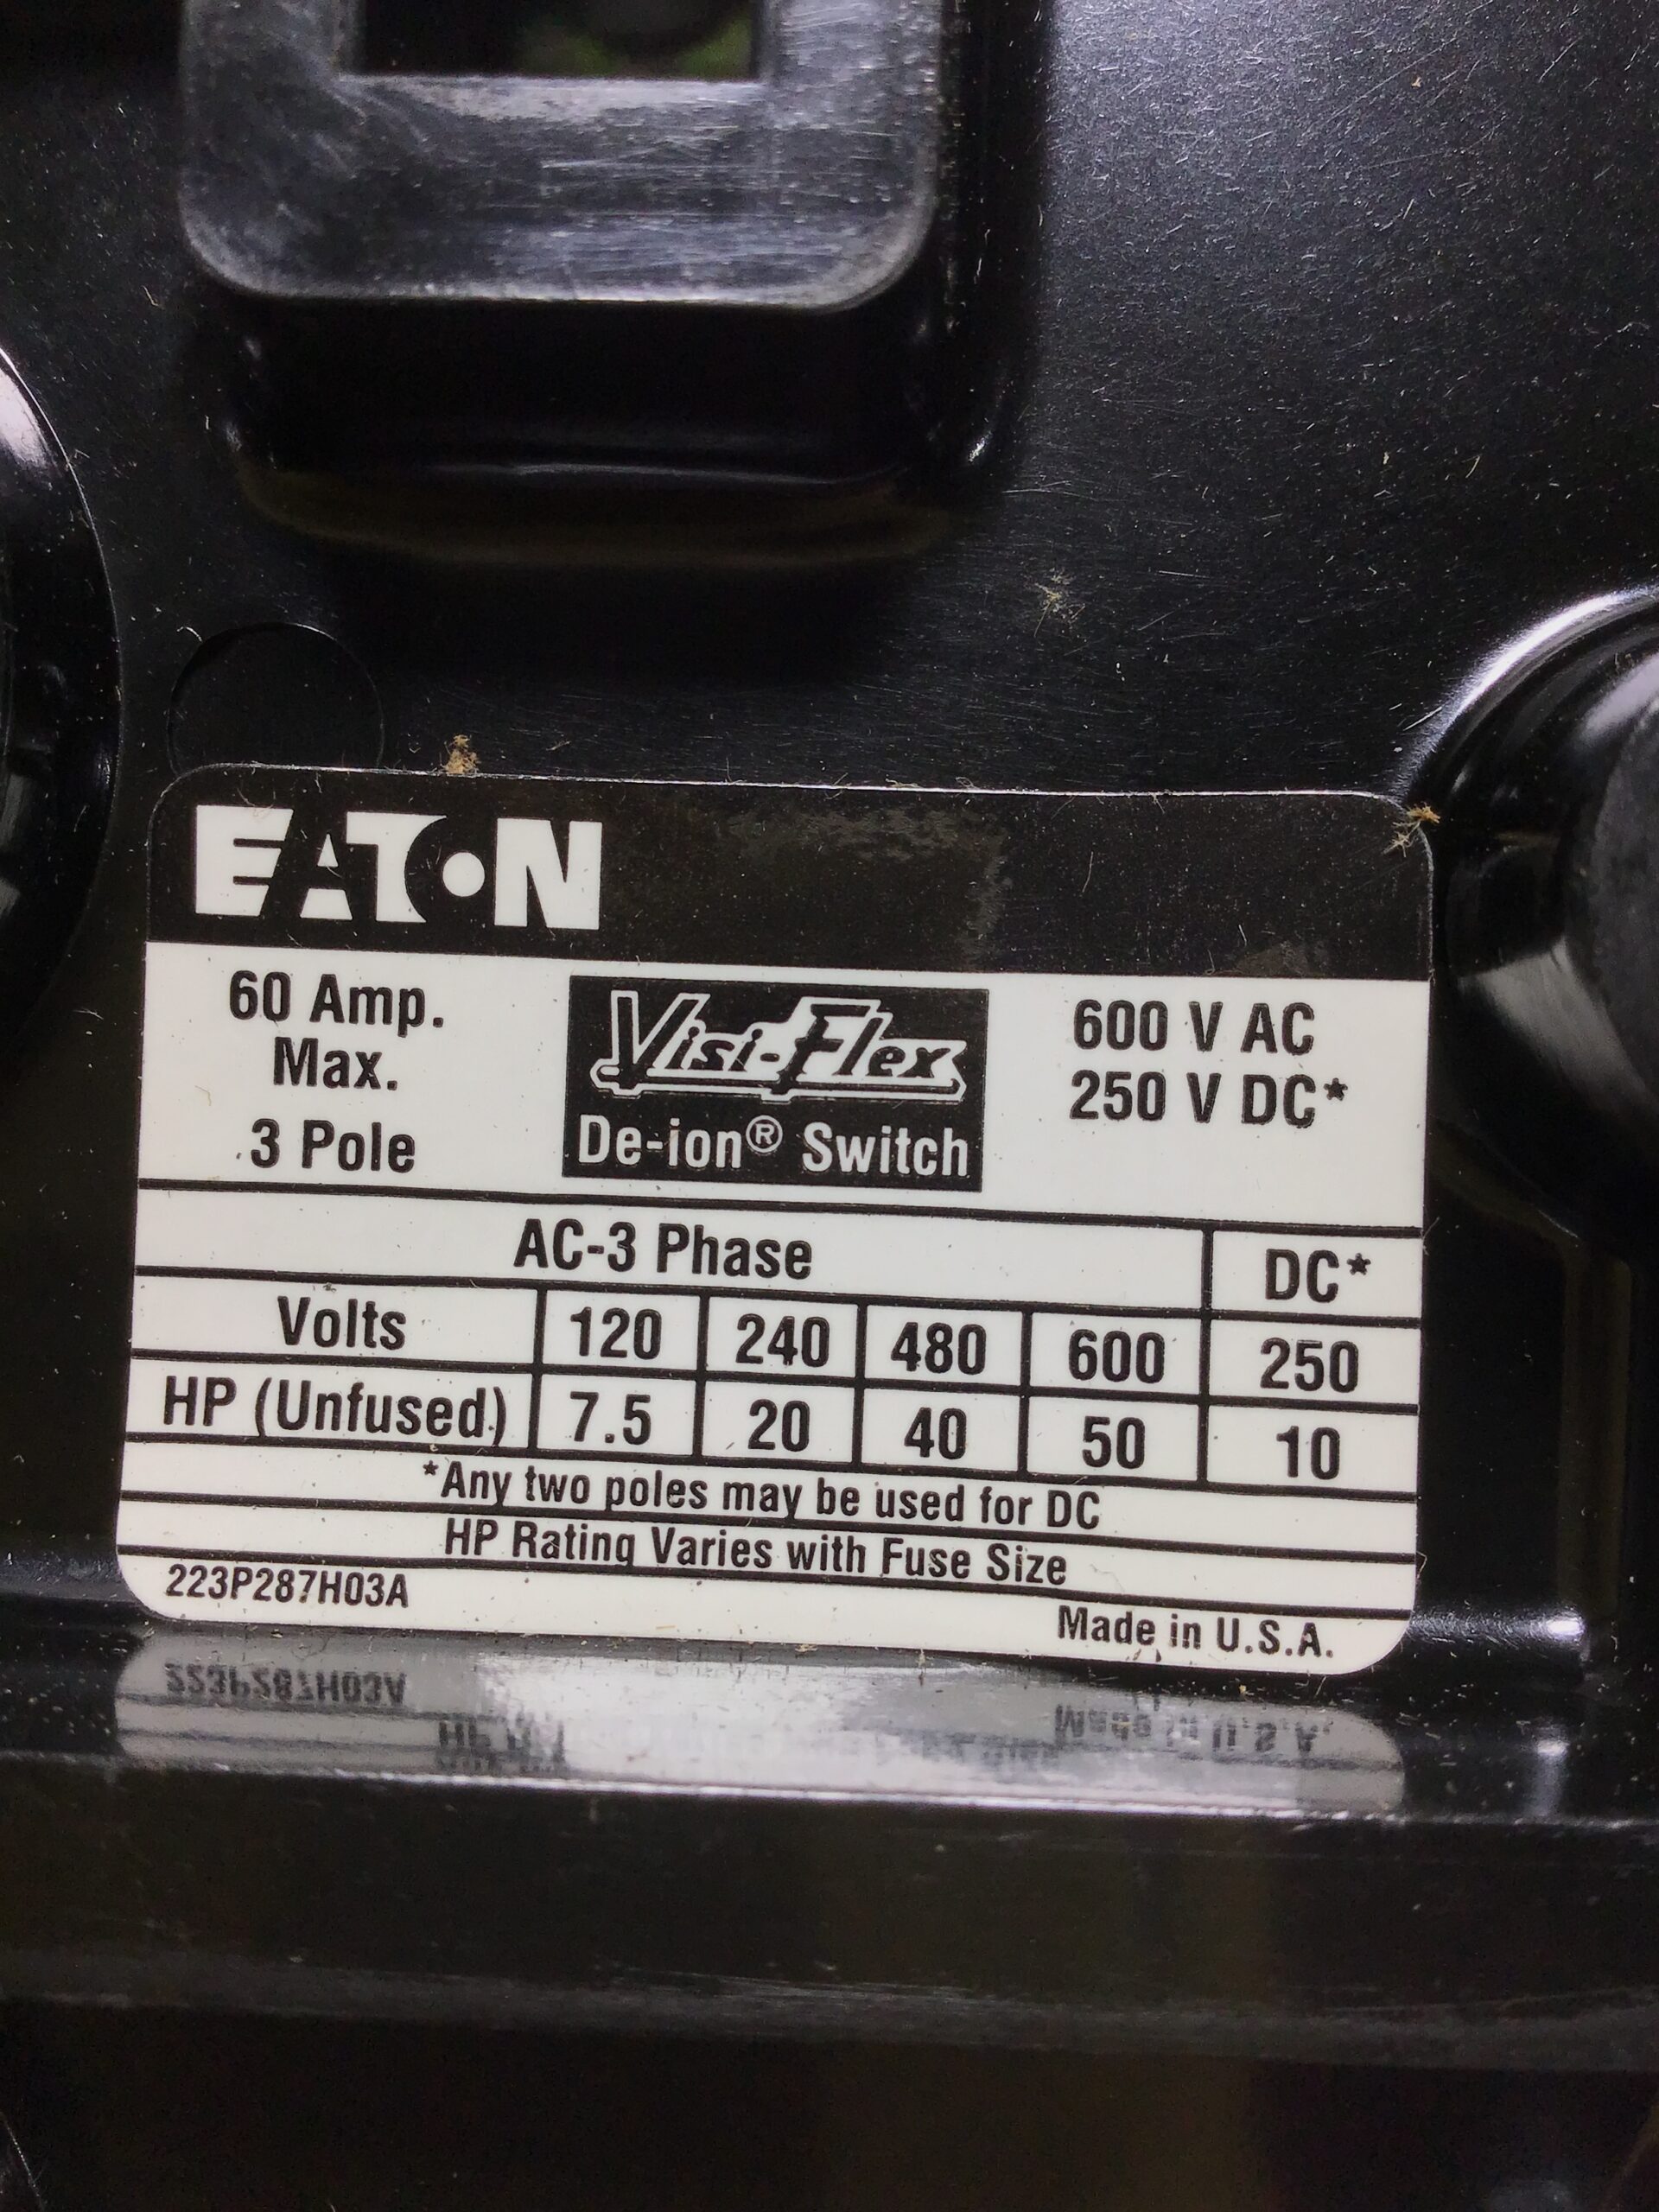 EATON
60 Amp.
Max.
3 Pole
Visi-Flex
De-ion® Switch
600 V AC
250 V DC*
AC-3 Phase DC*
Volts 120 240 480 600 250
HP (Unfused) 7.5 20 40 50 10
*Any two poles may be used for DC
HP Rating Varies with Fuse Size
223P287H03A
Made in U.S.A.